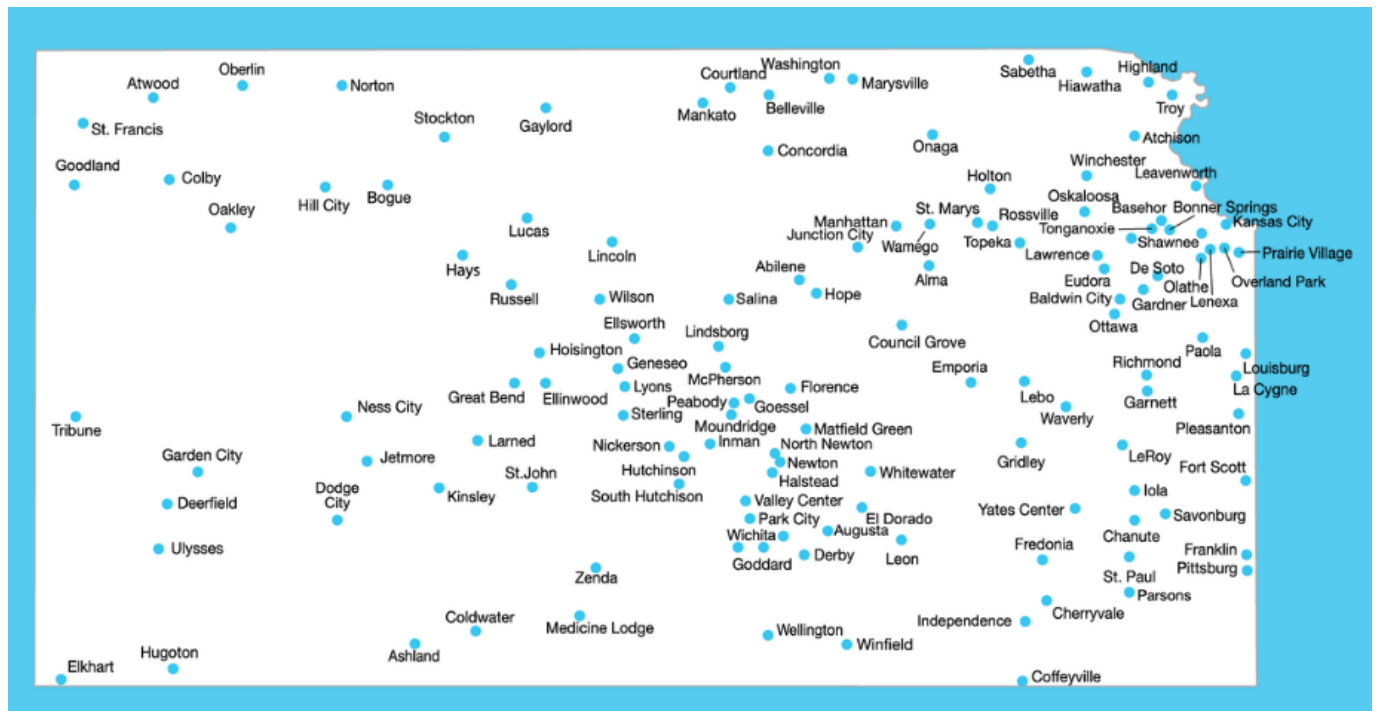 Washington
Sabetha
Highland
Oberlin
Courtland
Atwood
Norton
Marysville
Hiawatha
Belleville
Troy
Mankato
Stockton
Gaylord
St. Francis
Atchison
Onaga
Concordia
Winchester
Goodland
Leavenworth
Holton
Colby
Hill City
Bogue
Oskaloosa
Oakley
Basehor
Bonner Springs
St. Marys
Rossville
Manhattan
Kansas City
Lucas
Tonganoxie
Junction City
Wamego
Topeka
Shawnee
Lincoln
Lawrence
Prairie Village
Hays
Abilene
Alma
Eudora
De Soto
Olathe
Overland Park
Russell
Wilson
Salina
Hope
Baldwin City
Gardner
Lenexa
Ellsworth
Ottawa
Lindsborg
Council Grove
Hoisington
Paola
Geneseo
Richmond
Emporia
Louisburg
McPherson
Lyons
Florence
La Cygne
Great Bend
Ellinwood
Peabody
Goessel
Lebo
Garnett
Ness City
Sterling
Waverly
Tribune
Moundridge
Matfield Green
Pleasanton
Larned
Nickerson
Inman
North Newton
Garden City
Jetmore
Newton
Gridley
LeRoy
Hutchinson
Fort Scott
St.John
Whitewater
Halstead
Dodge
City
Kinsley
South Hutchison
Iola
Deerfield
Valley Center
Yates Center
Park City
El Dorado
Savonburg
Augusta
Wichita
Chanute
Ulysses
Goddard
Derby
Leon
Fredonia
Franklin
Pittsburg
Zenda
St. Paul
Parsons
Coldwater
Cherryvale
Medicine Lodge
Independence
Wellington
Winfield
Ashland
Hugoton
Elkhart
Coffeyville